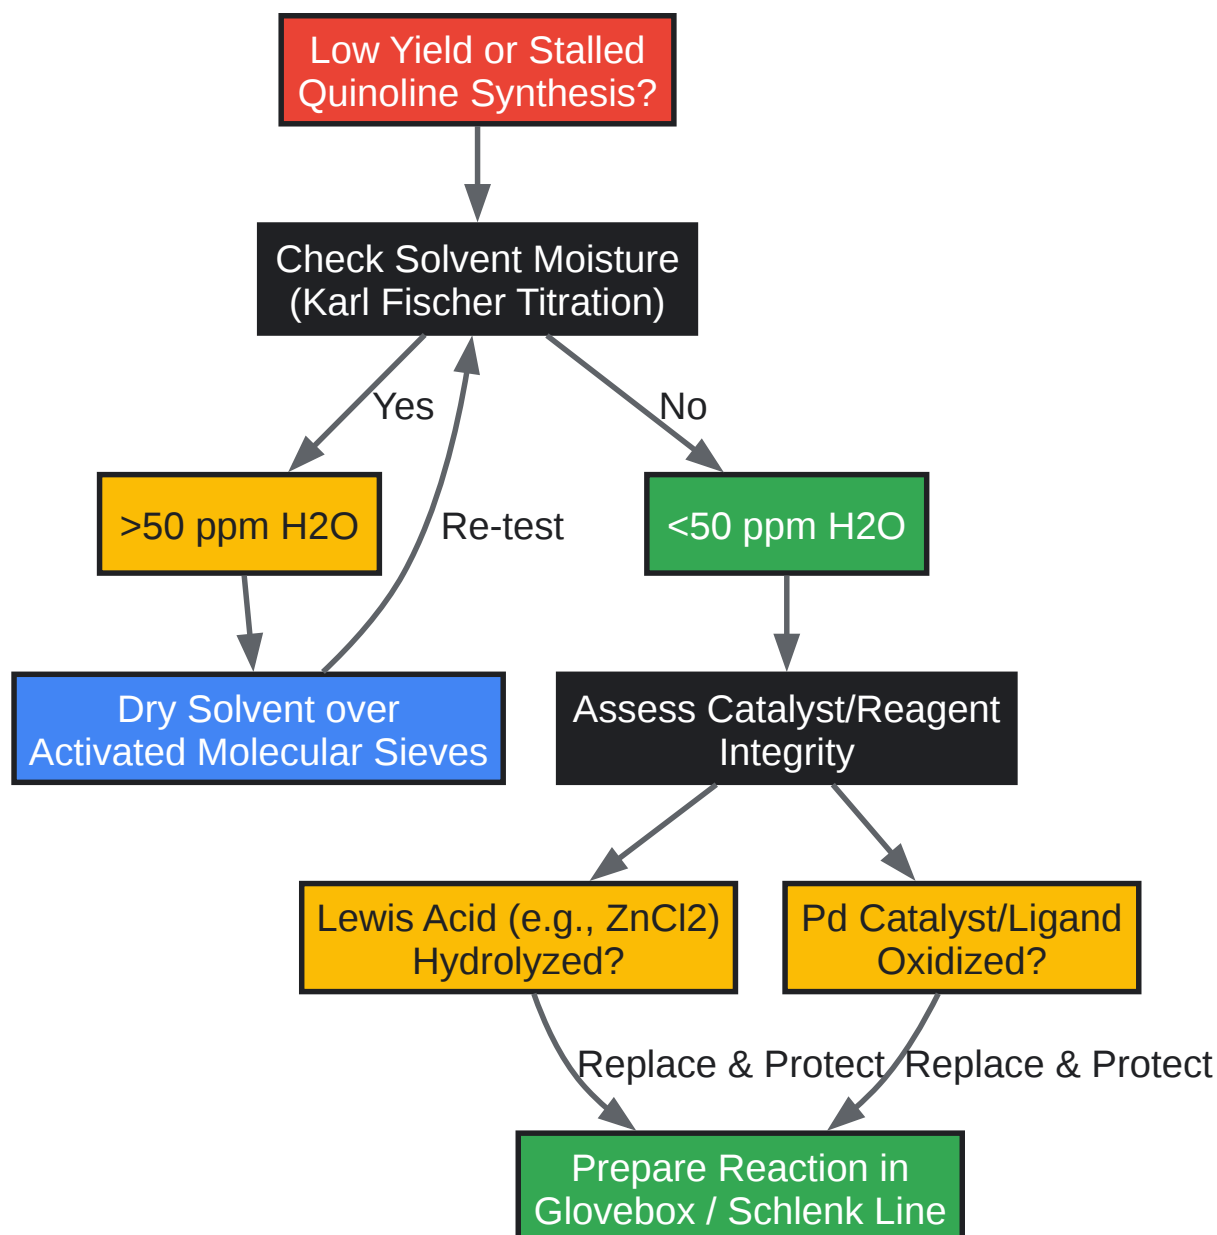 Low Yield or Stalled
Quinoline Synthesis?
Check Solvent Moisture
(Karl Fischer Titration)
Yes
No
>50 ppm H2O
Re-test
<50 ppm H2O
Dry Solvent over
Activated Molecular Sieves
Assess Catalyst/Reagent
Integrity
Lewis Acid (e.g., ZnCl2)
Hydrolyzed?
Pd Catalyst/Ligand
Oxidized?
Replace & Protect
Replace & Protect
Prepare Reaction in
Glovebox / Schlenk Line